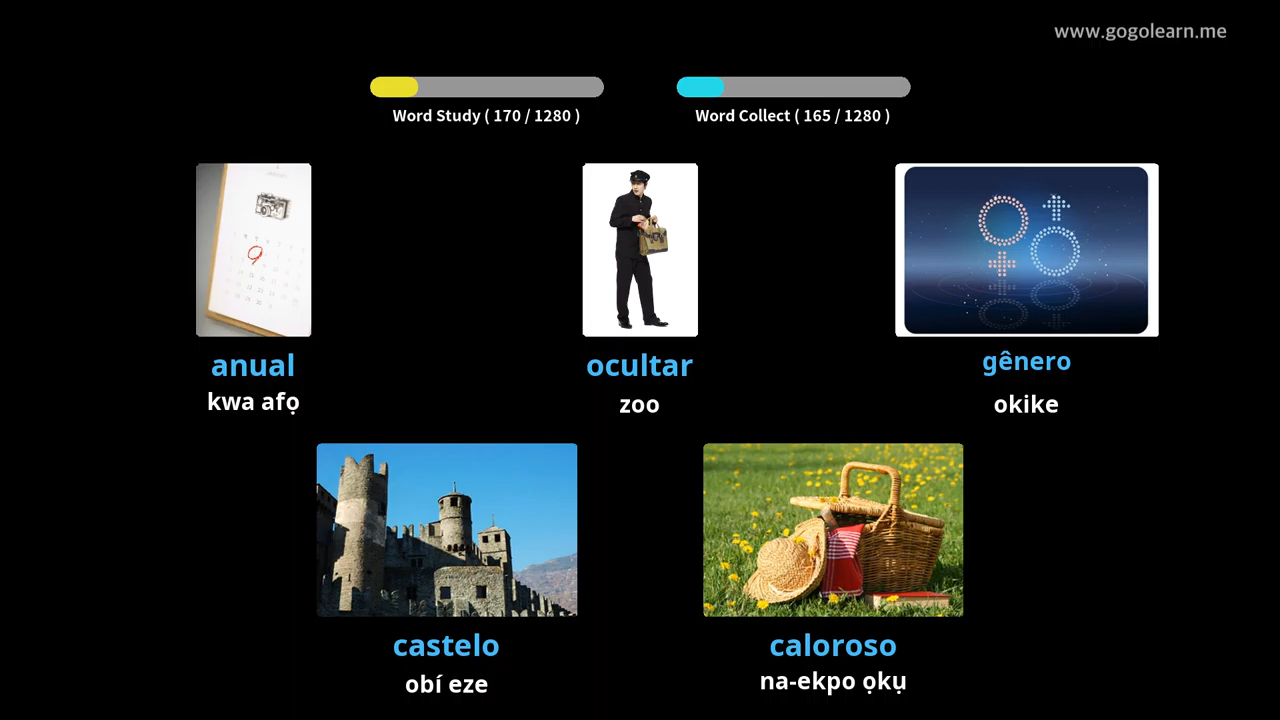 www.gogolearn.me
Word Study ( 170 / 1280 )
Word Collect ( 165 / 1280 )
anual
kwa afọ
ocultar
zoo
gênero
okike
castelo
obí eze
caloroso
na-ekpo ọkụ